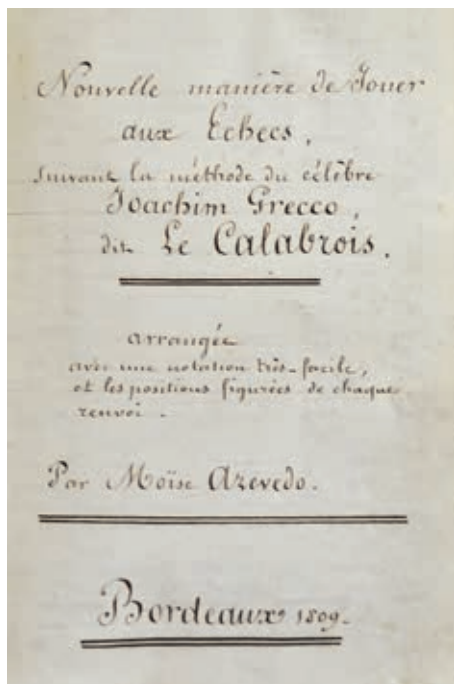 Nouvelle manière de Jouer
aux Echecs,
Suivant la méthode du célèbre
Joachim Grecco,
dit Le Calabrois.
arrangée
avec une notation très-facile,
et les positions figurées de chaque
renvoi.
Par Moïse Azevedo.
Bordeaux 1809.